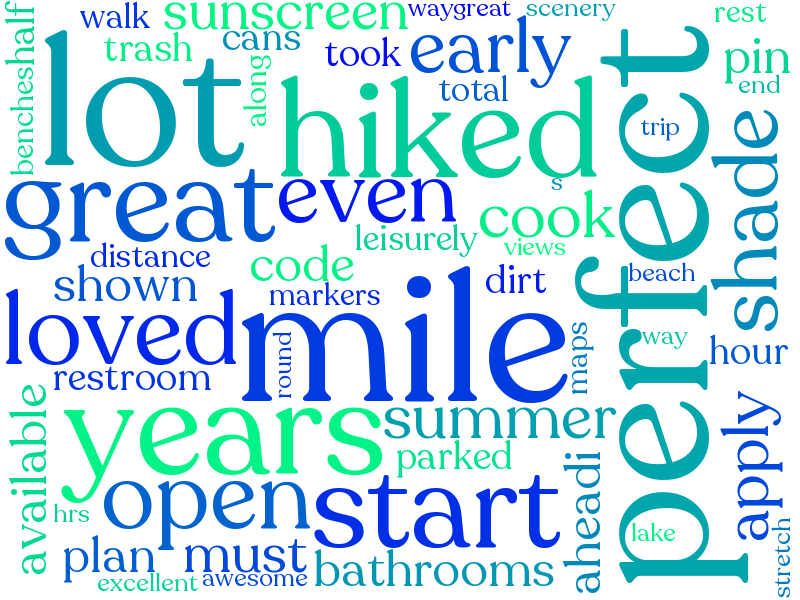 walk sunscreen waygreat scenery rest
trash cans took early pin
bencheshalf lot along total end
hiked perfect trip
great even s cook shade
leisurely views
distance code dirt beach
shown markers
loved mile round maps way hour
restroom
years summer apply
available parked
hrs open start aheadi lake stretch
plan must bathrooms
excellent awesome